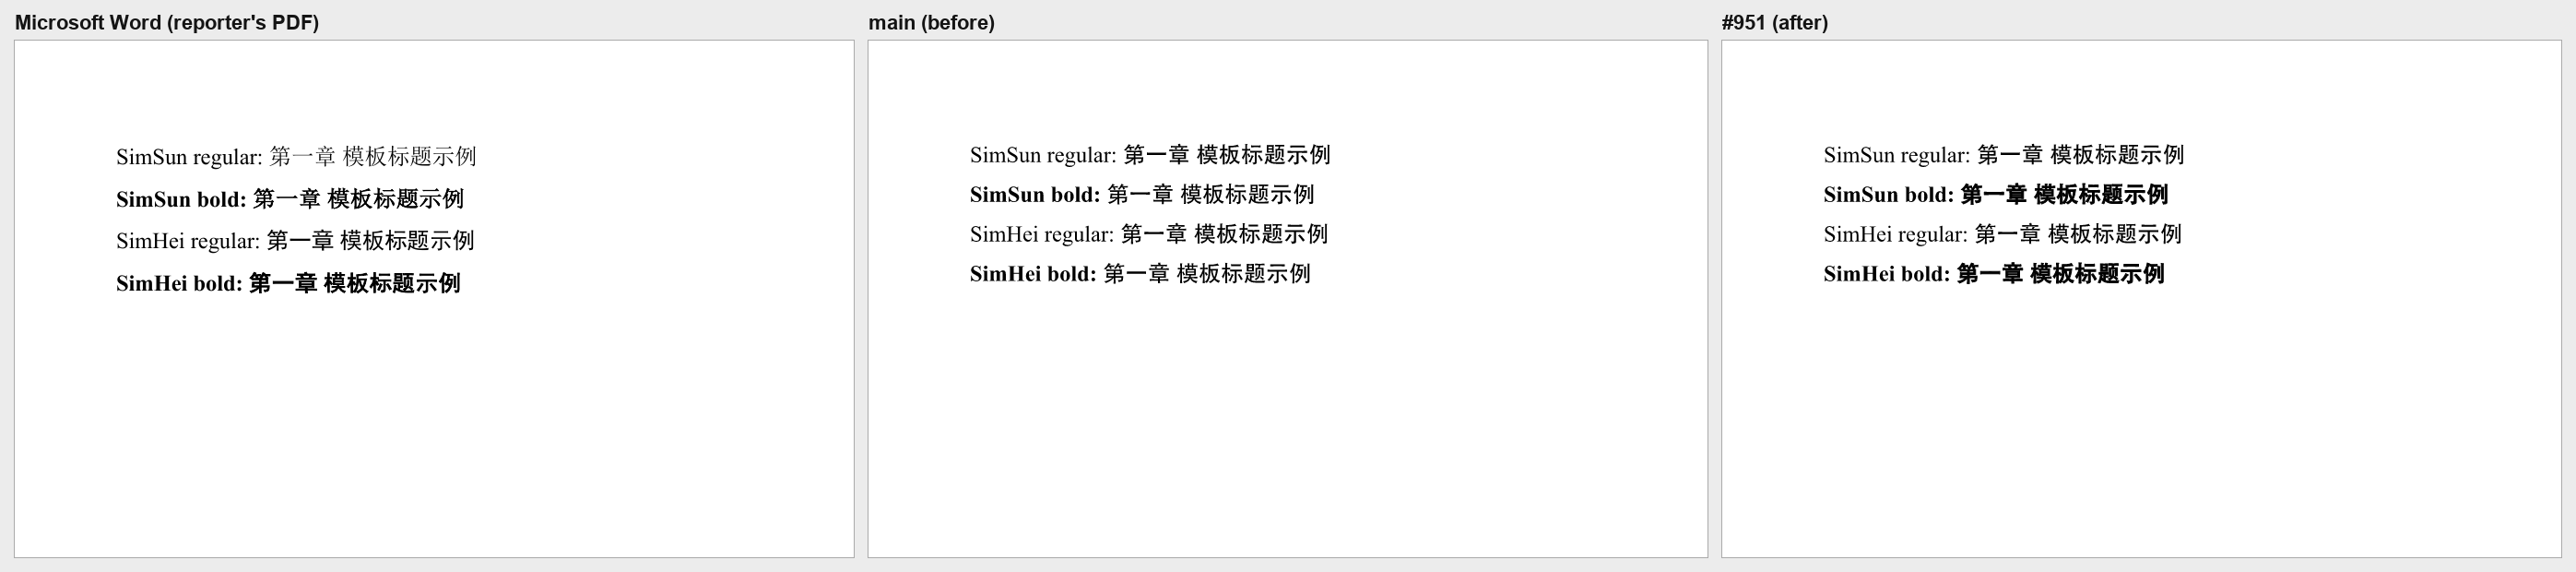 Microsoft Word (reporter's PDF)
SimSun regular: 第一章 模板标题示例
SimSun bold: 第一章 模板标题示例
SimHei regular: 第一章 模板标题示例
SimHei bold: 第一章 模板标题示例
main (before)
SimSun regular: 第一章 模板标题示例
SimSun bold: 第一章 模板标题示例
SimHei regular: 第一章 模板标题示例
SimHei bold: 第一章 模板标题示例
#951 (after)
SimSun regular: 第一章 模板标题示例
SimSun bold: 第一章 模板标题示例
SimHei regular: 第一章 模板标题示例
SimHei bold: 第一章 模板标题示例